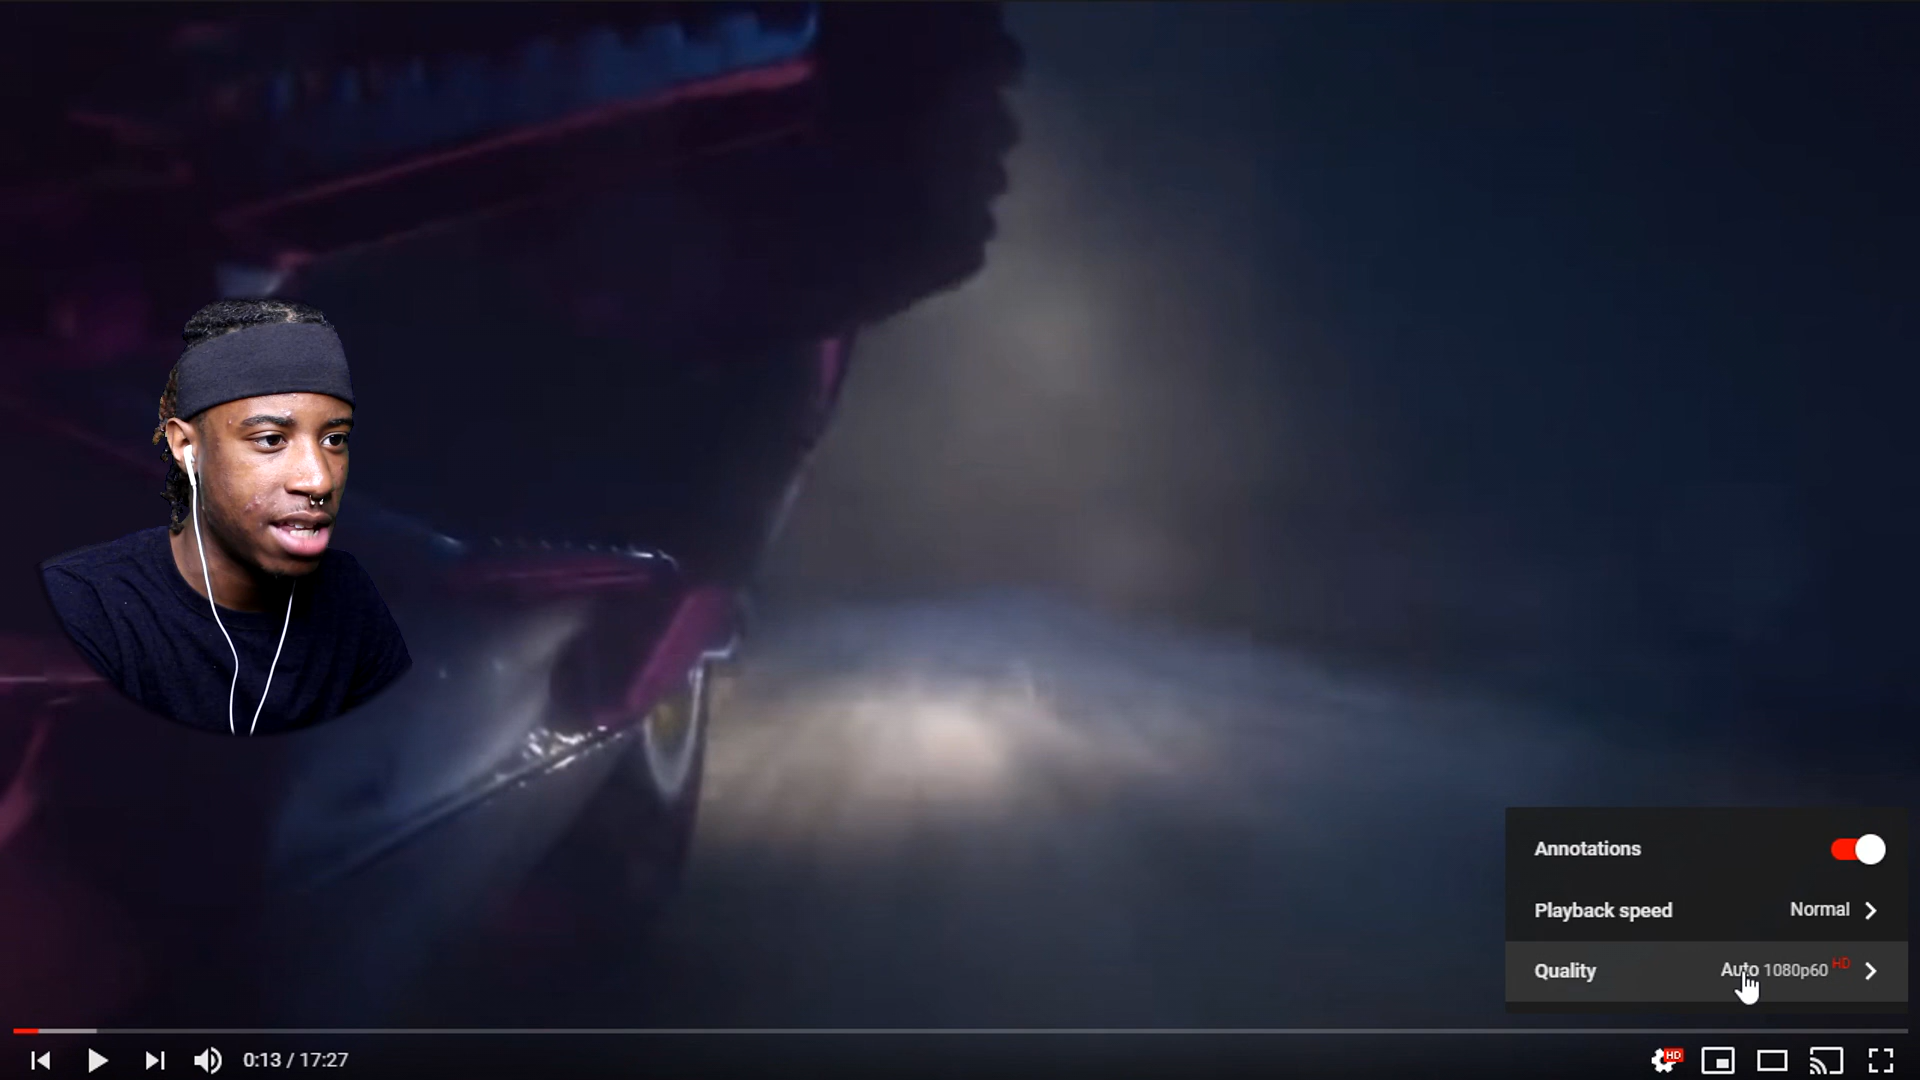 Annotations
Playback speed Normal
Quality Auto 1080p60 HD
0:13 / 17:27 HD